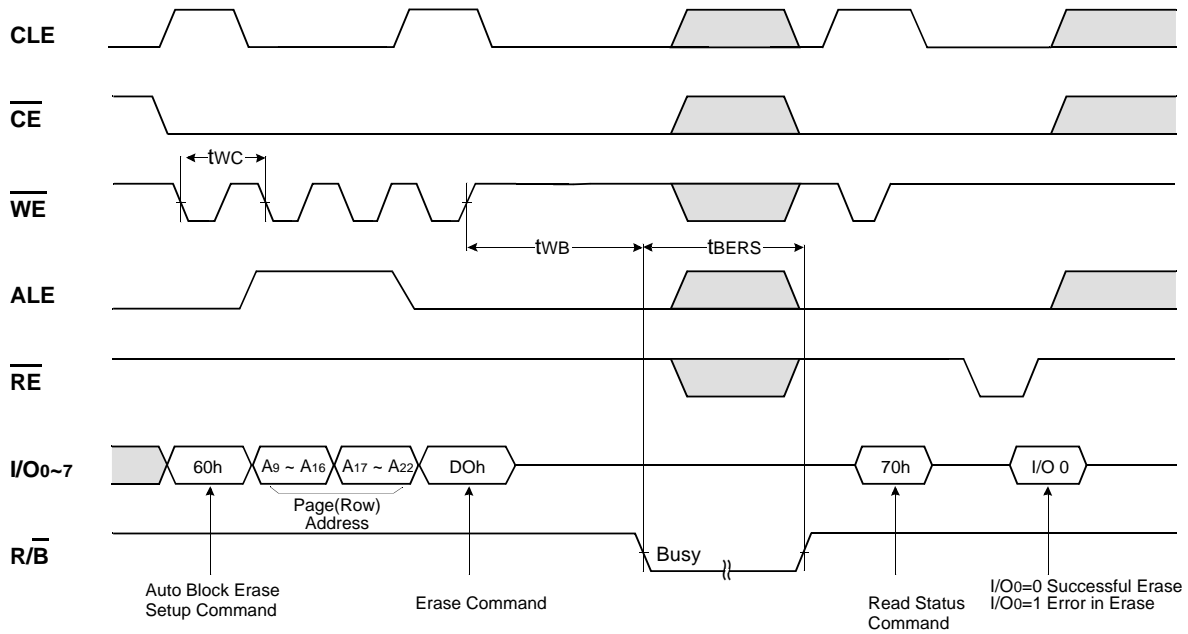 CLE
CE
tWC
WE
tWB
tBERS
ALE
RE
I/O0~7
60h
A9 ~ A16
A17 ~ A22
DOh
70h
I/O 0
Page(Row)
Address
R/B
Busy
Auto Block Erase
Setup Command
Erase Command
Read Status
Command
I/O0=0 Successful Erase
I/O0=1 Error in Erase